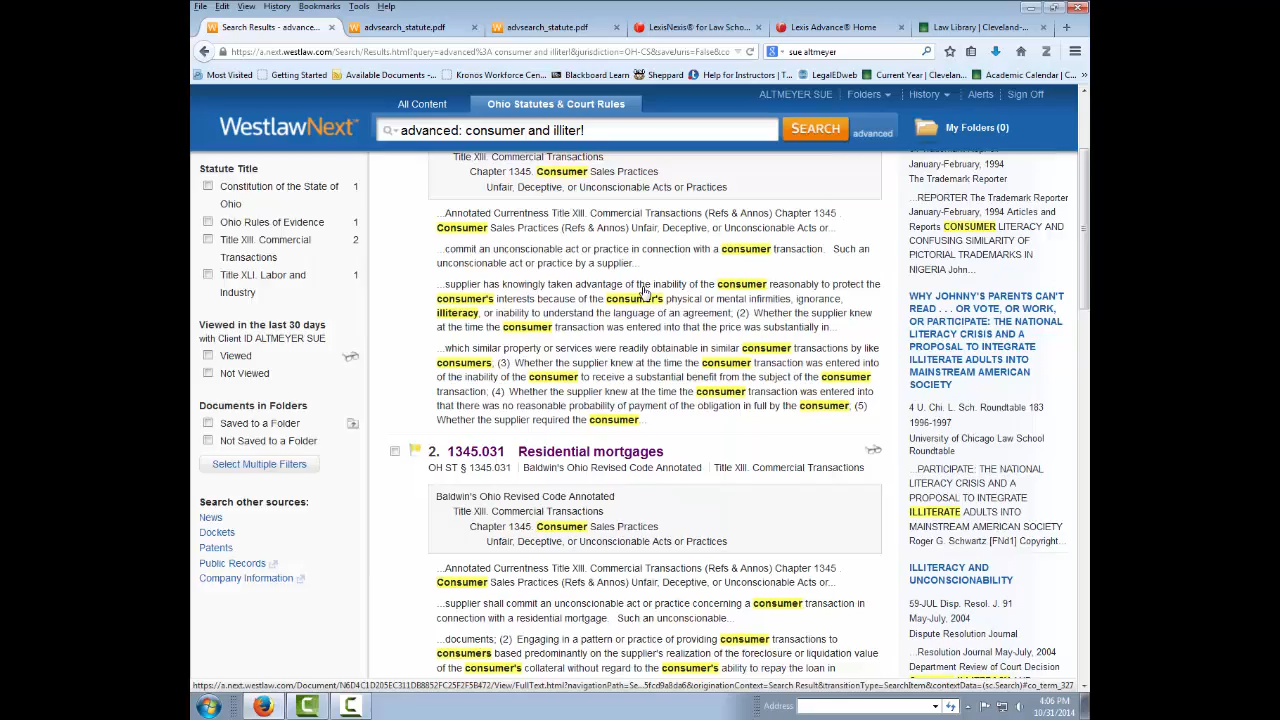 File Edit View History Bookmarks Tools Help
Search Results - advance...
advsearch_statute.pdf
advsearch_statute.pdf
LexisNexis® for Law Scho...
Lexis Advance® Home
Law Library | Cleveland-...
https://a.next.westlaw.com/Search/Results.html?query=advanced%3A consumer and illiter!&jurisdiction=OH-CS&saveJuris=False&co
sue altmeyer
Most Visited Getting Started Available Documents -... Kronos Workforce Cen... Blackboard Learn Sheppard Help for Instructors | T... LegalEDweb Current Year | Clevelan... Academic Calendar | C...
ALTMEYER SUE Folders History Alerts Sign Off
All Content Ohio Statutes & Court Rules
WestlawNext™
advanced: consumer and illiter!
SEARCH
advanced
My Folders (0)
Statute Title
Constitution of the State of Ohio 1
Ohio Rules of Evidence 1
Title XIII. Commercial Transactions 2
Title XLI. Labor and Industry 1
Viewed in the last 30 days
with Client ID ALTMEYER SUE
Viewed
Not Viewed
Documents in Folders
Saved to a Folder
Not Saved to a Folder
Select Multiple Filters
Search other sources:
News
Dockets
Patents
Public Records
Company Information
Title XIII. Commercial Transactions
Chapter 1345. Consumer Sales Practices
Unfair, Deceptive, or Unconscionable Acts or Practices
...Annotated Currentness Title XIII. Commercial Transactions (Refs & Annos) Chapter 1345 .
Consumer Sales Practices (Refs & Annos) Unfair, Deceptive, or Unconscionable Acts or Practices or...
...commit an unconscionable act or practice in connection with a consumer transaction. Such an
unconscionable act or practice by a supplier...
...supplier has knowingly taken advantage of the inability of the consumer reasonably to protect the
consumer's interests because of the consumer's physical or mental infirmities, ignorance,
illiteracy, or inability to understand the language of an agreement; (2) Whether the supplier knew
at the time the consumer transaction was entered into that the price was substantially in...
...which similar property or services were readily obtainable in similar consumer transactions by like
consumers; (3) Whether the supplier knew at the time the consumer transaction was entered into
of the inability of the consumer to receive a substantial benefit from the subject of the consumer
transaction; (4) Whether the supplier knew at the time the consumer transaction was entered into
that there was no reasonable probability of payment of the obligation in full by the consumer; (5)
Whether the supplier required the consumer...
2. 1345.031 Residential mortgages
OH ST § 1345.031 Baldwin's Ohio Revised Code Annotated Title XIII. Commercial Transactions
Baldwin's Ohio Revised Code Annotated
Title XIII. Commercial Transactions
Chapter 1345. Consumer Sales Practices
Unfair, Deceptive, or Unconscionable Acts or Practices
...Annotated Currentness Title XIII. Commercial Transactions (Refs & Annos) Chapter 1345 .
Consumer Sales Practices (Refs & Annos) Unfair, Deceptive, or Unconscionable Acts or Practices or...
...supplier shall commit an unconscionable act or practice concerning a consumer transaction in
connection with a residential mortgage. Such an unconscionable...
...documents; (2) Engaging in a pattern or practice of providing consumer transactions to
consumers based predominantly on the supplier's realization of the foreclosure or liquidation value
of the consumer's collateral without regard to the consumer's ability to repay the loan in
January-February, 1994
The Trademark Reporter
...REPORTER The Trademark Reporter
January-February, 1994 Articles and
Reports CONSUMER LITERACY AND
CONFUSING SIMILARITY OF
PICTORIAL TRADEMARKS IN
NIGERIA John...
WHY JOHNNY'S PARENTS CAN'T
READ . . . OR VOTE, OR WORK,
OR PARTICIPATE: THE NATIONAL
LITERACY CRISIS AND A
PROPOSAL TO INTEGRATE
ILLITERATE ADULTS INTO
MAINSTREAM AMERICAN
SOCIETY
4 U. Chi. L. Sch. Roundtable 183
1996-1997
University of Chicago Law School
Roundtable
...PARTICIPATE: THE NATIONAL
LITERACY CRISIS AND A
PROPOSAL TO INTEGRATE
ILLITERATE ADULTS INTO
MAINSTREAM AMERICAN SOCIETY
Roger G. Schwartz [FNd1] Copyright...
ILLITERACY AND
UNCONSCIONABILITY
59-JUL Disp. Resol. J. 91
May-July, 2004
Dispute Resolution Journal
...Resolution Journal May-July, 2004
Department Review of Court Decision
Address
4:06 PM
10/31/2014